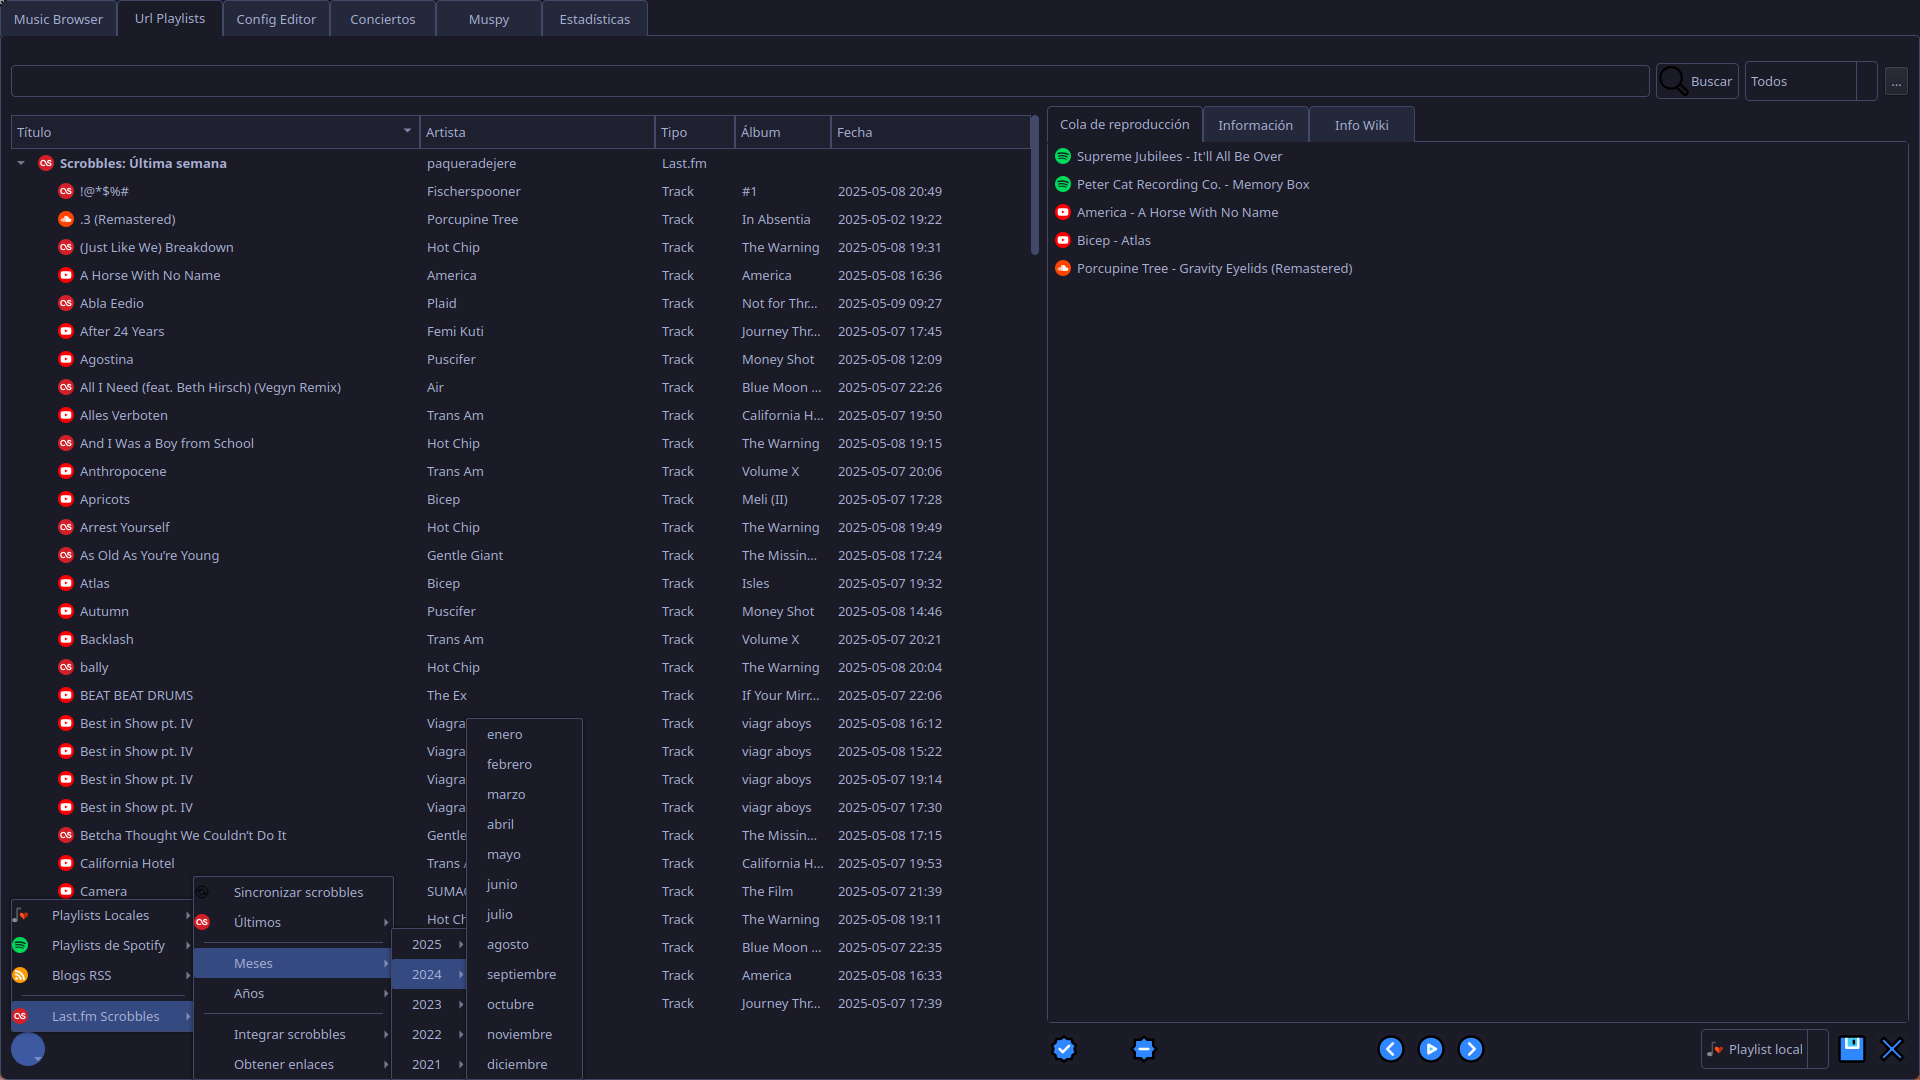 Music Browser Url Playlists Config Editor Conciertos Muspy Estadísticas
Buscar Todos ...
Título Artista Tipo Álbum Fecha
Scrobbles: Última semana paqueradejere Last.fm
!@*$%# Fischerspooner Track #1 2025-05-08 20:49
.3 (Remastered) Porcupine Tree Track In Absentia 2025-05-02 19:22
(Just Like We) Breakdown Hot Chip Track The Warning 2025-05-08 19:31
A Horse With No Name America Track America 2025-05-08 16:36
Abla Eedio Plaid Track Not for Thr... 2025-05-09 09:27
After 24 Years Femi Kuti Track Journey Thr... 2025-05-07 17:45
Agostina Puscifer Track Money Shot 2025-05-08 12:09
All I Need (feat. Beth Hirsch) (Vegyn Remix) Air Track Blue Moon ... 2025-05-07 22:26
Alles Verboten Trans Am Track California H... 2025-05-07 19:50
And I Was a Boy from School Hot Chip Track The Warning 2025-05-08 19:15
Anthropocene Trans Am Track Volume X 2025-05-07 20:06
Apricots Bicep Track Meli (II) 2025-05-07 17:28
Arrest Yourself Hot Chip Track The Warning 2025-05-08 19:49
As Old As You’re Young Gentle Giant Track The Missin... 2025-05-08 17:24
Atlas Bicep Track Isles 2025-05-07 19:32
Autumn Puscifer Track Money Shot 2025-05-08 14:46
Backlash Trans Am Track Volume X 2025-05-07 20:21
bally Hot Chip Track The Warning 2025-05-08 20:04
BEAT BEAT DRUMS The Ex Track If Your Mirr... 2025-05-07 22:06
Best in Show pt. IV Viagra Track viagr aboys 2025-05-08 16:12
Best in Show pt. IV Viagra Track viagr aboys 2025-05-08 15:22
Best in Show pt. IV Viagra Track viagr aboys 2025-05-07 19:14
Best in Show pt. IV Viagra Track viagr aboys 2025-05-07 17:30
Betcha Thought We Couldn’t Do It Gentle Track The Missin... 2025-05-08 17:15
California Hotel Trans Track California H... 2025-05-07 19:53
Camera SUMAC Track The Film 2025-05-07 21:39
Hot Ch Track The Warning 2025-05-08 19:11
Track Blue Moon ... 2025-05-07 22:35
Track America 2025-05-08 16:33
Track Journey Thr... 2025-05-07 17:39
Playlists Locales
Playlists de Spotify
Blogs RSS
Last.fm Scrobbles
Sincronizar scrobbles
Últimos
Meses
Años
Integrar scrobbles
Obtener enlaces
2025
2024
2023
2022
2021
enero
febrero
marzo
abril
mayo
junio
julio
agosto
septiembre
octubre
noviembre
diciembre
Cola de reproducción Información Info Wiki
Supreme Jubilees - It'll All Be Over
Peter Cat Recording Co. - Memory Box
America - A Horse With No Name
Bicep - Atlas
Porcupine Tree - Gravity Eyelids (Remastered)
Playlist local